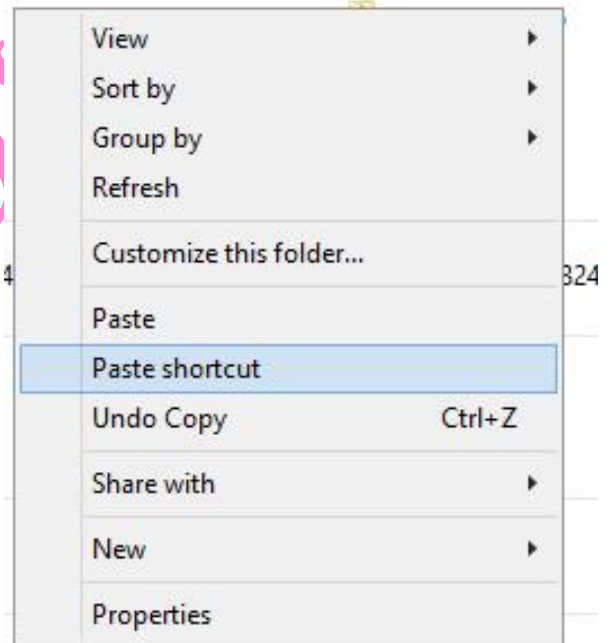 View
Sort by
Group by
Refresh
Customize this folder...
Paste
Paste shortcut
Undo Copy Ctrl+Z
Share with
New
Properties